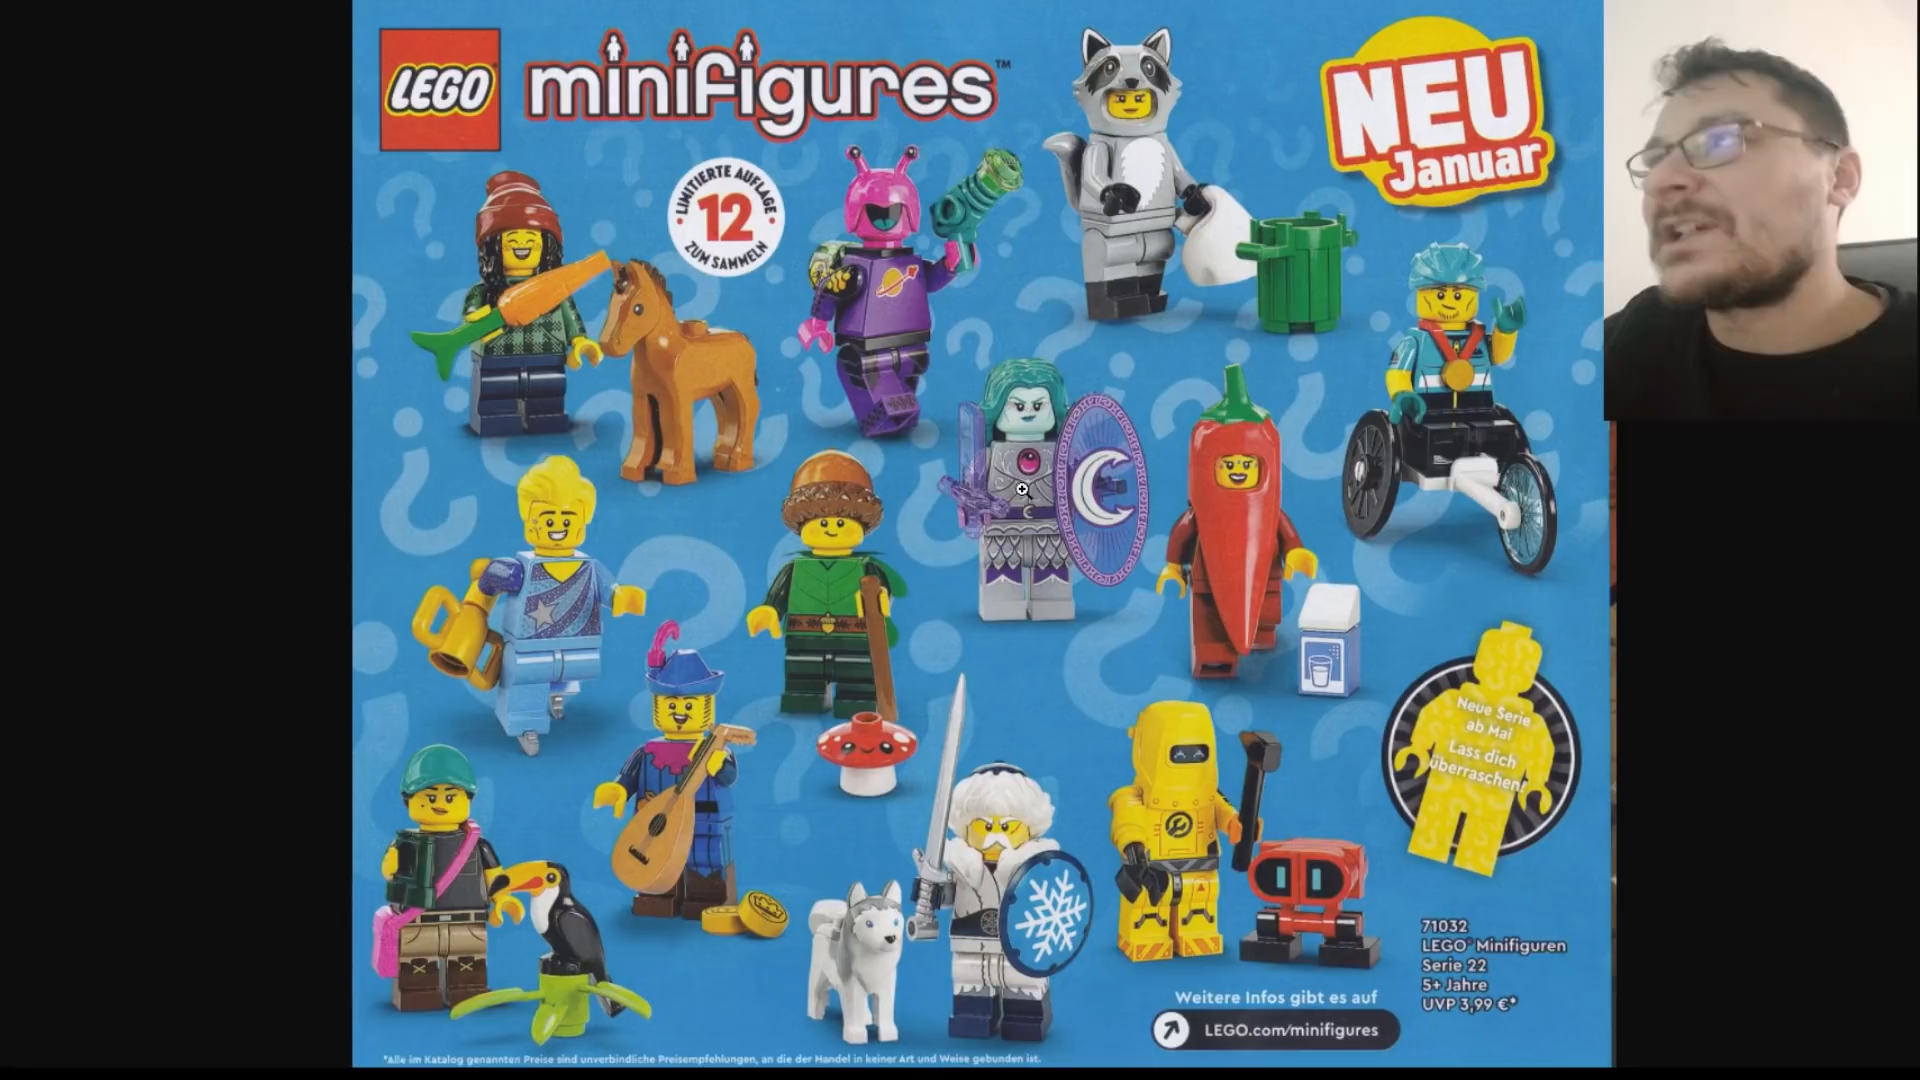 LEGO
minifigures™
NEU
Januar
LIMITIERTE AUFLAGE
12
ZUM SAMMELN
Neue Serie
ab Mai
Lass dich
überraschen!
71032
LEGO® Minifiguren
Serie 22
5+ Jahre
UVP 3,99 €*
Weitere Infos gibt es auf
LEGO.com/minifigures
*Alle im Katalog genannten Preise sind unverbindliche Preisempfehlungen, an die der Handel in keiner Art und Weise gebunden ist.